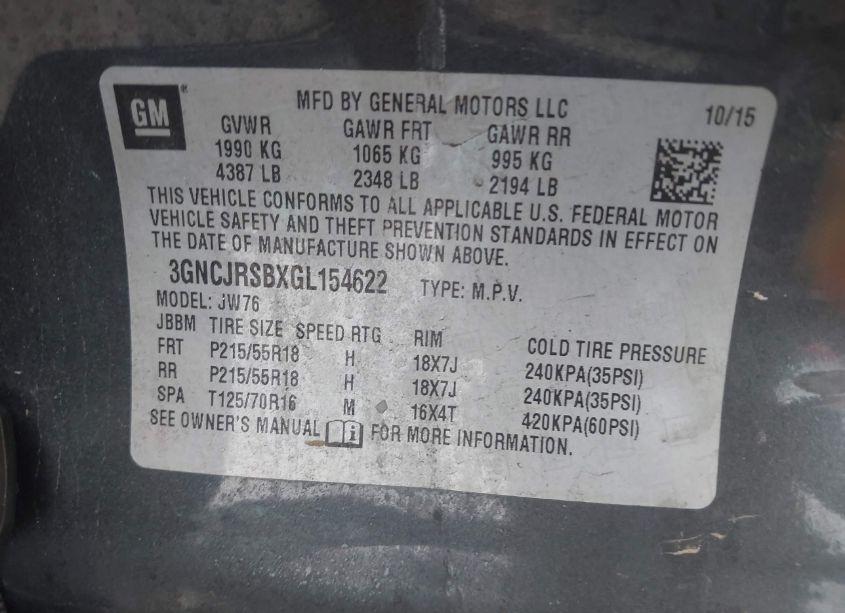 GM
MFD BY GENERAL MOTORS LLC 10/15
GVWR GAWR FRT GAWR RR
1990 KG 1065 KG 995 KG
4387 LB 2348 LB 2194 LB
THIS VEHICLE CONFORMS TO ALL APPLICABLE U.S. FEDERAL MOTOR
VEHICLE SAFETY AND THEFT PREVENTION STANDARDS IN EFFECT ON
THE DATE OF MANUFACTURE SHOWN ABOVE.
3GNCJRSBXGL154622 TYPE: M.P.V.
MODEL: JW76
JBBM TIRE SIZE SPEED RTG RIM COLD TIRE PRESSURE
FRT P215/55R18 H 18X7J 240KPA(35PSI)
RR P215/55R18 H 18X7J 240KPA(35PSI)
SPA T125/70R16 M 16X4T 420KPA(60PSI)
SEE OWNER'S MANUAL i FOR MORE INFORMATION.